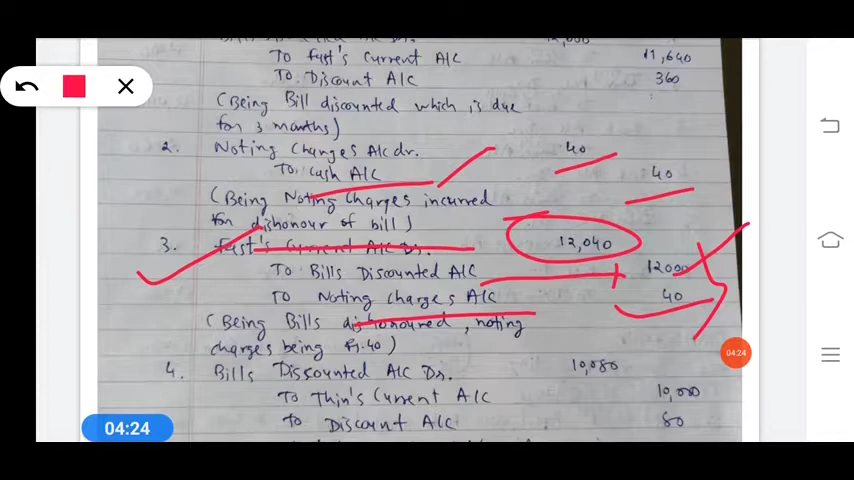 To fast's Current A/C 11,640
To Discount A/C 360
(Being Bill discounted which is due
for 3 months)
2. Noting Charges A/c dr. 40
To cash A/C 40
(Being Noting Charges incurred
for dishonour of bill)
3. fast's Current A/C Dr. 12,040
To Bills Discounted A/C 12000
To Noting Charges A/C 40
(Being Bills dishonoured, noting
charges being Rs.40)
4. Bills Discounted A/C Dr. 10,080
To Thin's Current A/C 10,000
To Discount A/C 80
04:24
04:24